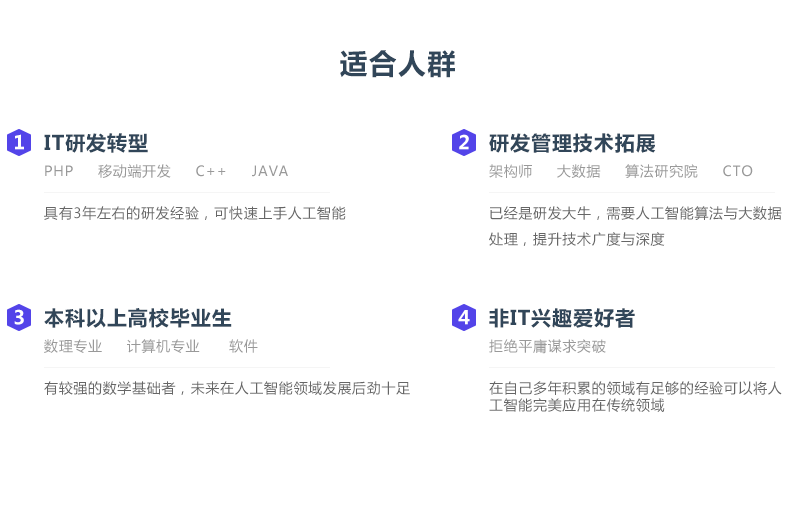 适合人群
1 IT研发转型
PHP 移动端开发 C++ JAVA
具有3年左右的研发经验，可快速上手人工智能
2 研发管理技术拓展
架构师 大数据 算法研究院 CTO
已经是研发大牛，需要人工智能算法与大数据
处理，提升技术广度与深度
3 本科以上高校毕业生
数理专业 计算机专业 软件
有较强的数学基础者，未来在人工智能领域发展后劲十足
4 非IT兴趣爱好者
拒绝平庸谋求突破
在自己多年积累的领域有足够的经验可以将人
工智能完美应用在传统领域